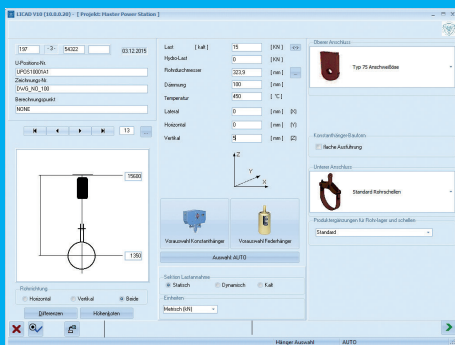 LICAD V10 [10.0.0.20] - [ Projekt: Master Power Station ]
197 - 2 - 54322 03.12.2015
U-Positions-Nr.
UPOS10001A1
Zeichnungs-Nr.
DWG_NO_100
Berechnungspunkt
NONE
13 ...
15600
1350
Rohrrichtung
Horizontal Vertikal Beide
Differenzen Höhenkoten
Last [ kalt ] 15 [KN]
Hydro-Last 0 [KN]
Rohrdurchmesser 323,9 [mm] ...
Dämmung 180 [mm]
Temperatur 450 [ °C]
Lateral 0 [mm] (X)
Horizontal 0 [mm] (Y)
Vertikal 5 [mm] (Z)
Z
Y
X
Vorauswahl Konstanthänger Vorauswahl Federhänger
Auswahl AUTO
Sektion Lastannahme
Statisch Dynamisch Kalt
Einheiten
Metrisch [kN]
Oberer Anschluss
Typ 75 Anschweißöse
Konstanthänger-Bauform
flache Ausführung
Unterer Anschluss
Standard Rohrschellen
Produktergänzungen für Rohrlager und schellen
Standard
Hänger Auswahl AUTO